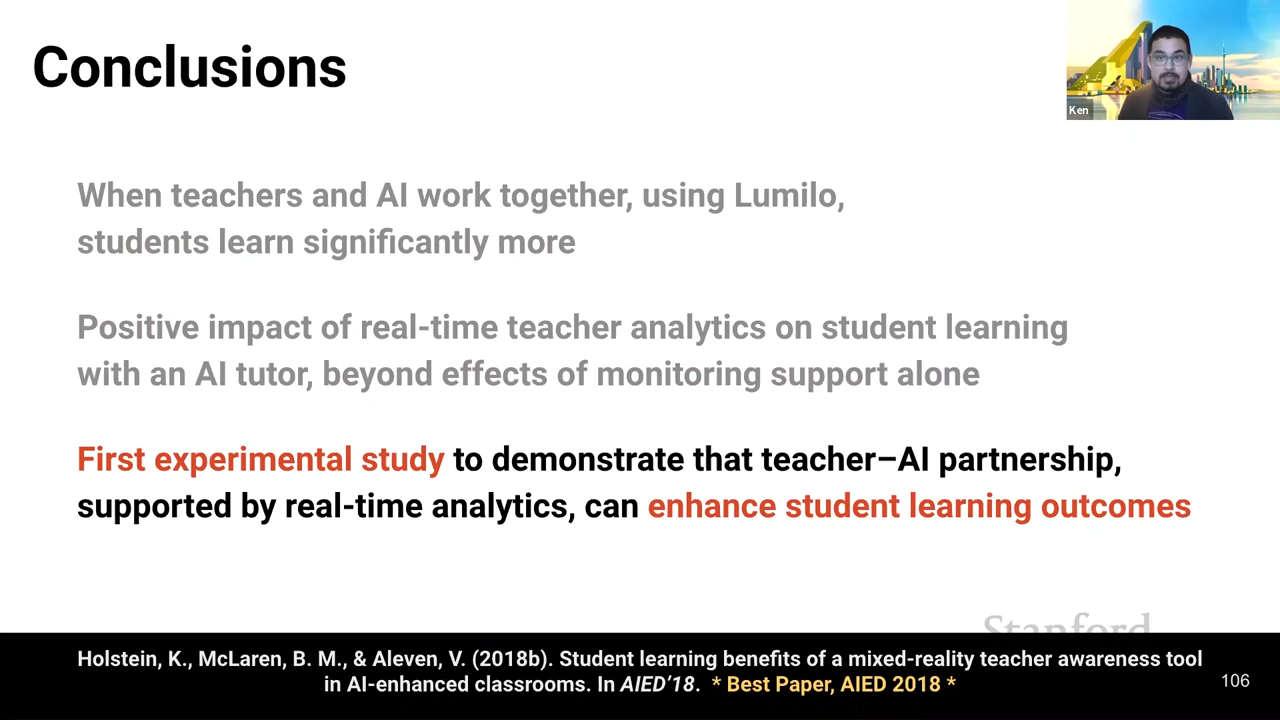 Conclusions
Ken
When teachers and AI work together, using Lumilo,
students learn significantly more
Positive impact of real-time teacher analytics on student learning
with an AI tutor, beyond effects of monitoring support alone
First experimental study to demonstrate that teacher–AI partnership,
supported by real-time analytics, can enhance student learning outcomes
Stanford
Holstein, K., McLaren, B. M., & Aleven, V. (2018b). Student learning benefits of a mixed-reality teacher awareness tool
in AI-enhanced classrooms. In AIED’18. * Best Paper, AIED 2018 *
106